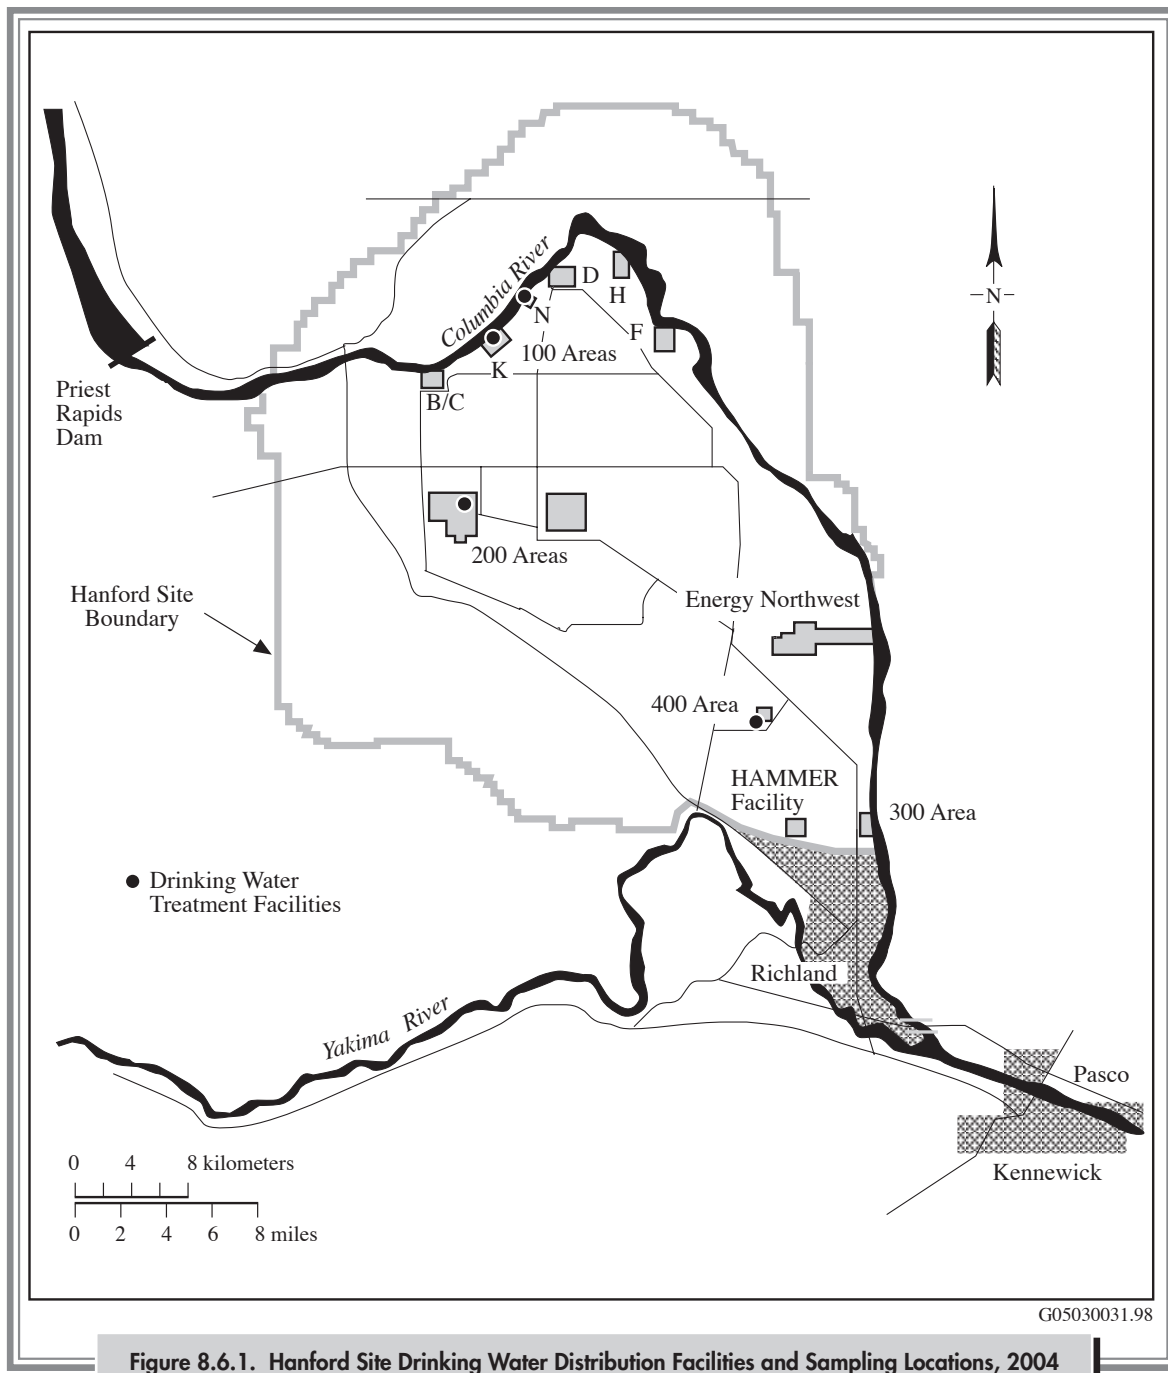 Columbia River
D
H
N
F
100 Areas
K
B/C
N
Priest
Rapids
Dam
200 Areas
Hanford Site
Boundary
Energy Northwest
400 Area
HAMMER
Facility
300 Area
Drinking Water
Treatment Facilities
Richland
Yakima River
Pasco
Kennewick
0 4 8 kilometers
0 2 4 6 8 miles
G05030031.98
Figure 8.6.1. Hanford Site Drinking Water Distribution Facilities and Sampling Locations, 2004